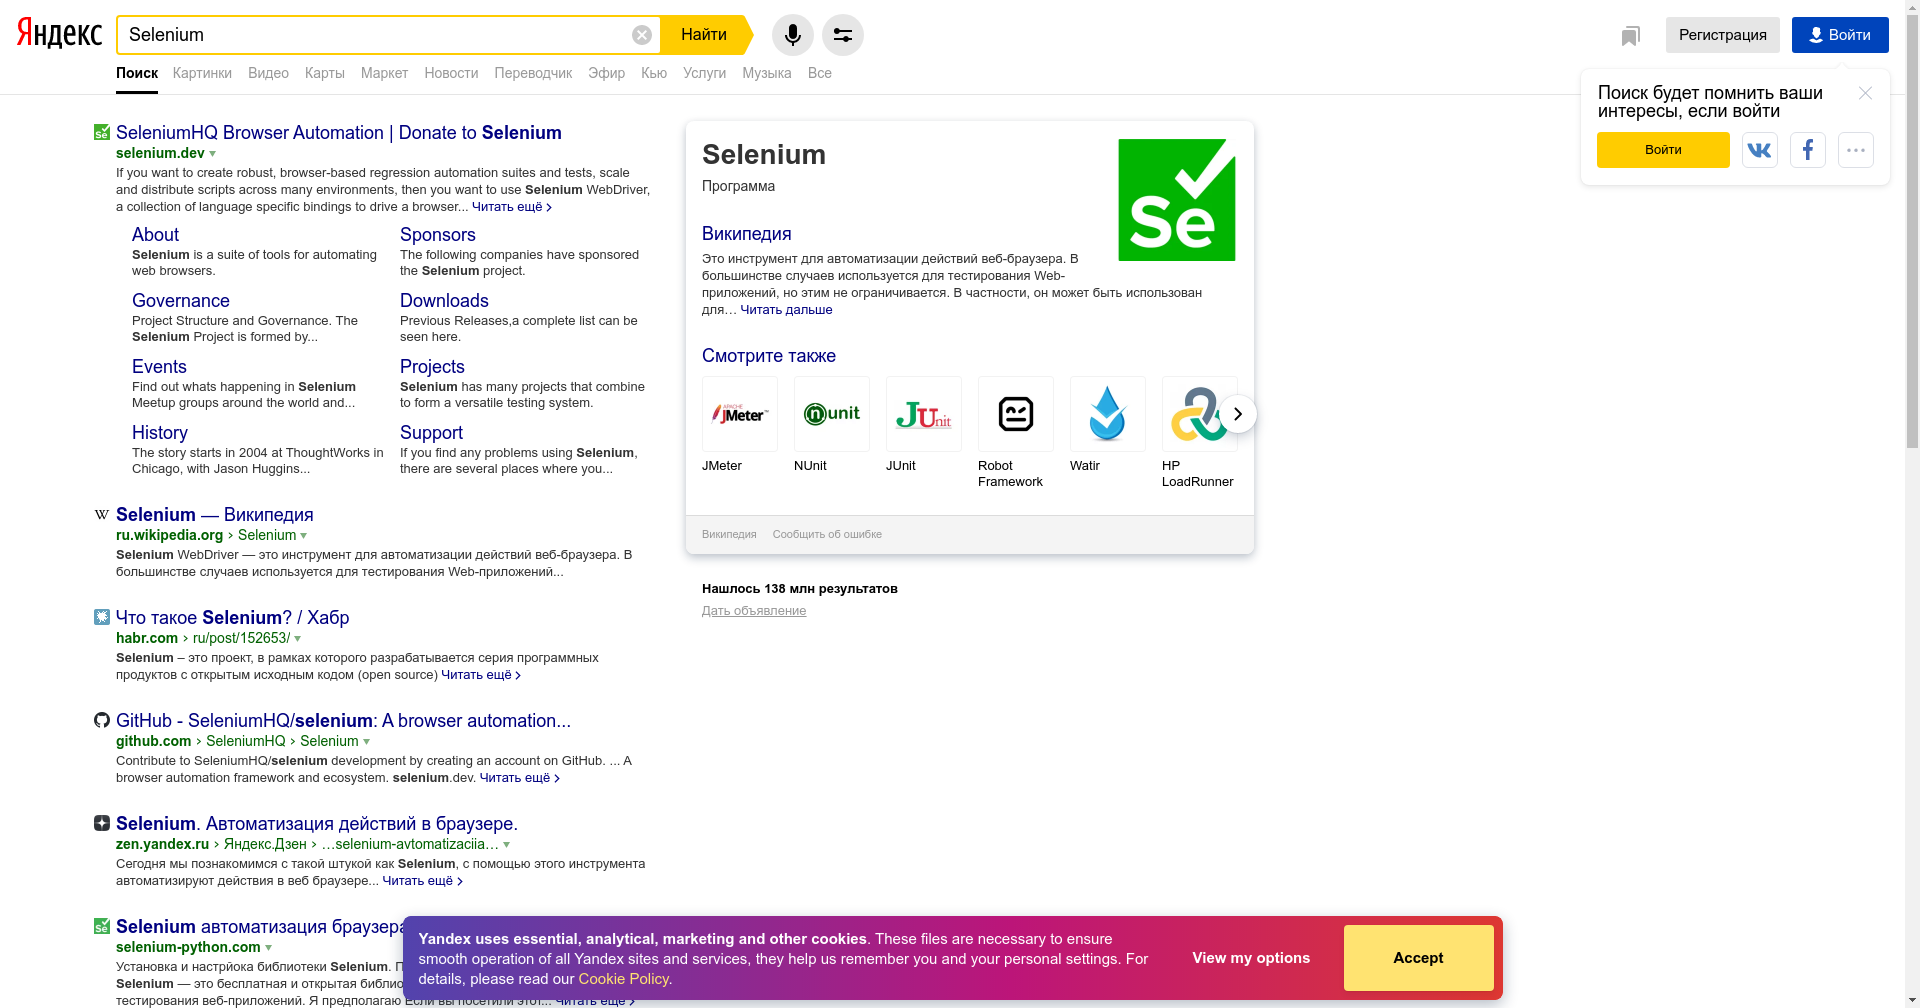 Яндекс
Selenium
Найти
Регистрация
Войти
Поиск Картинки Видео Карты Маркет Новости Переводчик Эфир Кью Услуги Музыка Все
Поиск будет помнить ваши
интересы, если войти
Войти
SeleniumHQ Browser Automation | Donate to Selenium
selenium.dev
If you want to create robust, browser-based regression automation suites and tests, scale
and distribute scripts across many environments, then you want to use Selenium WebDriver,
a collection of language specific bindings to drive a browser... Читать ещё
About
Selenium is a suite of tools for automating
web browsers.
Sponsors
The following companies have sponsored
the Selenium project.
Governance
Project Structure and Governance. The
Selenium Project is formed by...
Downloads
Previous Releases,a complete list can be
seen here.
Events
Find out whats happening in Selenium
Meetup groups around the world and...
Projects
Selenium has many projects that combine
to form a versatile testing system.
History
The story starts in 2004 at ThoughtWorks in
Chicago, with Jason Huggins...
Support
If you find any problems using Selenium,
there are several places where you...
Selenium — Википедия
ru.wikipedia.org › Selenium
Selenium WebDriver — это инструмент для автоматизации действий веб-браузера. В
большинстве случаев используется для тестирования Web-приложений...
Что такое Selenium? / Хабр
habr.com › ru/post/152653/
Selenium – это проект, в рамках которого разрабатывается серия программных
продуктов с открытым исходным кодом (open source) Читать ещё
GitHub - SeleniumHQ/selenium: A browser automation...
github.com › SeleniumHQ › Selenium
Contribute to SeleniumHQ/selenium development by creating an account on GitHub. ... A
browser automation framework and ecosystem. selenium.dev. Читать ещё
Selenium. Автоматизация действий в браузере.
zen.yandex.ru › Яндекс.Дзен › …selenium-avtomatizaciia…
Сегодня мы познакомимся с такой штукой как Selenium, с помощью этого инструмента
автоматизируют действия в веб браузере... Читать ещё
Selenium автоматизация браузера
selenium-python.com
Установка и настройка библиотеки Selenium.
Selenium — это бесплатная и открытая
тестирования веб-приложений. Я предполагаю Если вы посетили этот... Читать ещё
Selenium
Программа
Se
Википедия
Это инструмент для автоматизации действий веб-браузера. В
большинстве случаев используется для тестирования Web-
приложений, но этим не ограничивается. В частности, он может быть использован
для… Читать дальше
Смотрите также
APACHE JMeter
nunit
JUnit
JMeter
NUnit
JUnit
Robot
Framework
Watir
HP
LoadRunner
Википедия Сообщить об ошибке
Нашлось 138 млн результатов
Дать объявление
Yandex uses essential, analytical, marketing and other cookies. These files are necessary to ensure
smooth operation of all Yandex sites and services, they help us remember you and your personal settings. For
details, please read our Cookie Policy.
View my options
Accept